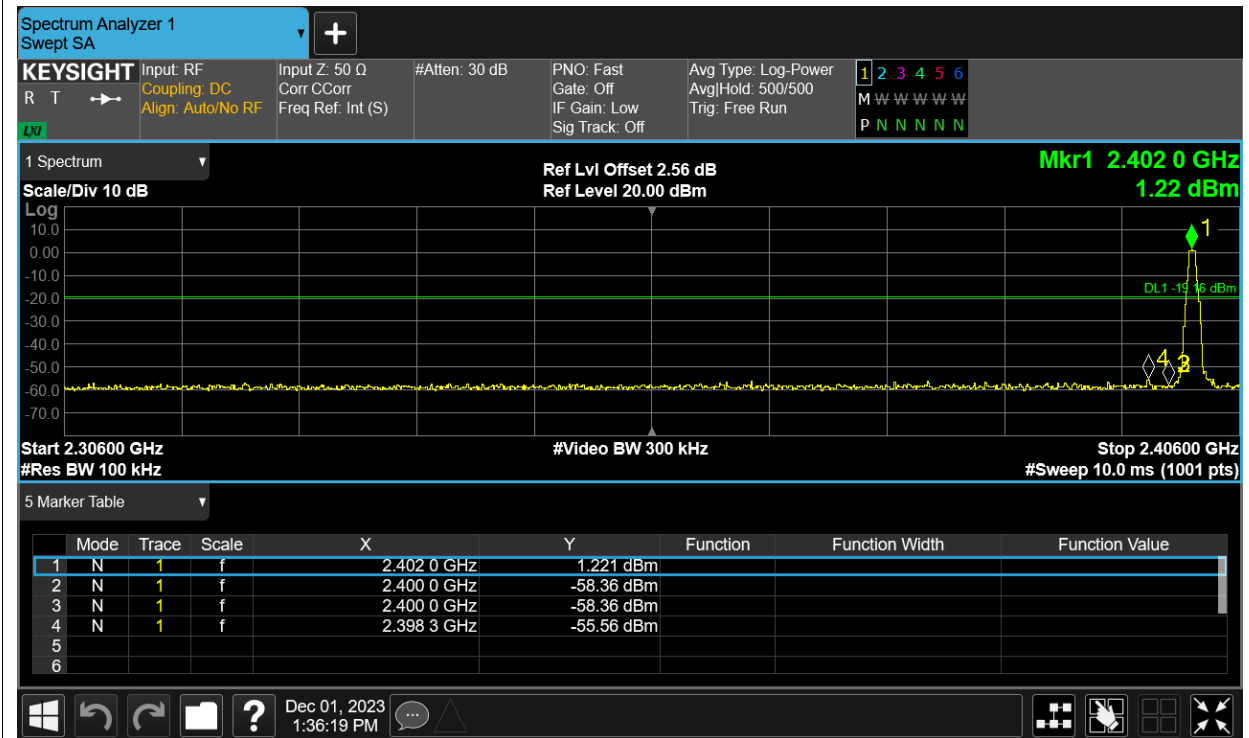 Spectrum Analyzer 1
Swept SA
KEYSIGHT
R T
LXI
Input: RF
Coupling: DC
Align: Auto/No RF
Input Z: 50 Ω
Corr CCorr
Freq Ref: Int (S)
#Atten: 30 dB
PNO: Fast
Gate: Off
IF Gain: Low
Sig Track: Off
Avg Type: Log-Power
Avg|Hold: 500/500
Trig: Free Run
1 2 3 4 5 6
M W W W W W
P N N N N N
1 Spectrum
Scale/Div 10 dB
Ref Lvl Offset 2.56 dB
Ref Level 20.00 dBm
Mkr1 2.402 0 GHz
1.22 dBm
Log
10.0
0.00
-10.0
-20.0
-30.0
-40.0
-50.0
-60.0
-70.0
1
DL1 -19.16 dBm
4
Start 2.30600 GHz
#Video BW 300 kHz
Stop 2.40600 GHz
#Res BW 100 kHz
#Sweep 10.0 ms (1001 pts)
5 Marker Table
Mode Trace Scale X Y Function Function Width Function Value
1 N 1 f 2.402 0 GHz 1.221 dBm
2 N 1 f 2.400 0 GHz -58.36 dBm
3 N 1 f 2.400 0 GHz -58.36 dBm
4 N 1 f 2.398 3 GHz -55.56 dBm
5
6
?
Dec 01, 2023
1:36:19 PM